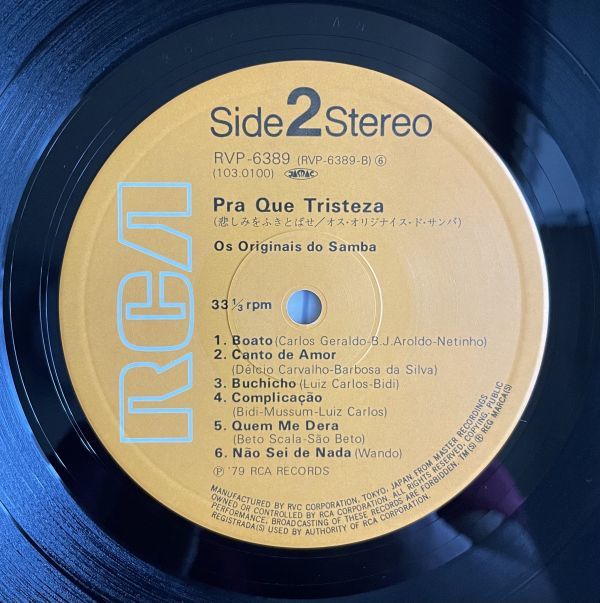 Side 2 Stereo
RVP-6389 (RVP-6389-B) ⑥
(103.0100) JASRAC
Pra Que Tristeza
(悲しみをふきとばせ/オス・オリジナイス・ド・サンバ)
Os Originais do Samba
RCA
33 1/3 rpm
1. Boato (Carlos Geraldo-B.J.Aroldo-Netinho)
2. Canto de Amor
(Délcio Carvalho-Barbosa da Silva)
3. Buchicho (Luiz Carlos-Bidi)
4. Complicação
(Bidi-Mussum-Luiz Carlos)
5. Quem Me Dera
(Beto Scala-São Beto)
6. Não Sei de Nada (Wando)
Ⓟ '79 RCA RECORDS
MANUFACTURED BY RVC CORPORATION, TOKYO, JAPAN FROM MASTER RECORDINGS
OWNED OR CONTROLLED BY RCA CORPORATION. ALL RIGHTS RESERVED, COPYING, PUBLIC
PERFORMANCE, BROADCASTING OF THESE RECORDS ARE FORBIDDEN. TM(S) ® REG MARCA(S)
REGISTRADA(S) USED BY AUTHORITY OF RCA CORPORATION.